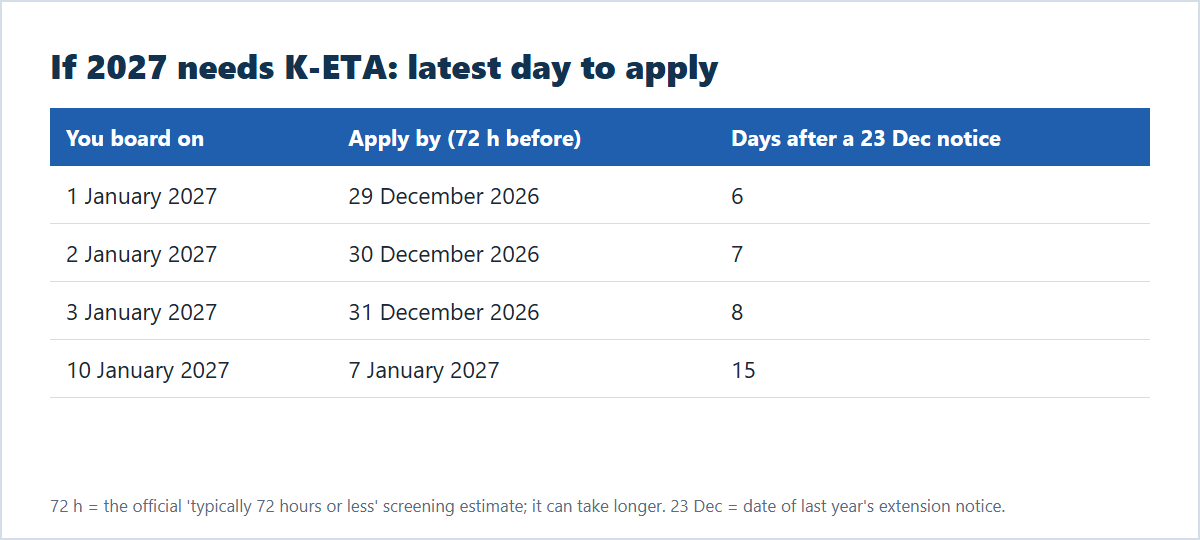 If 2027 needs K-ETA: latest day to apply
You board on Apply by (72 h before) Days after a 23 Dec notice
1 January 2027 29 December 2026 6
2 January 2027 30 December 2026 7
3 January 2027 31 December 2026 8
10 January 2027 7 January 2027 15
72 h = the official 'typically 72 hours or less' screening estimate; it can take longer. 23 Dec = date of last year's extension notice.